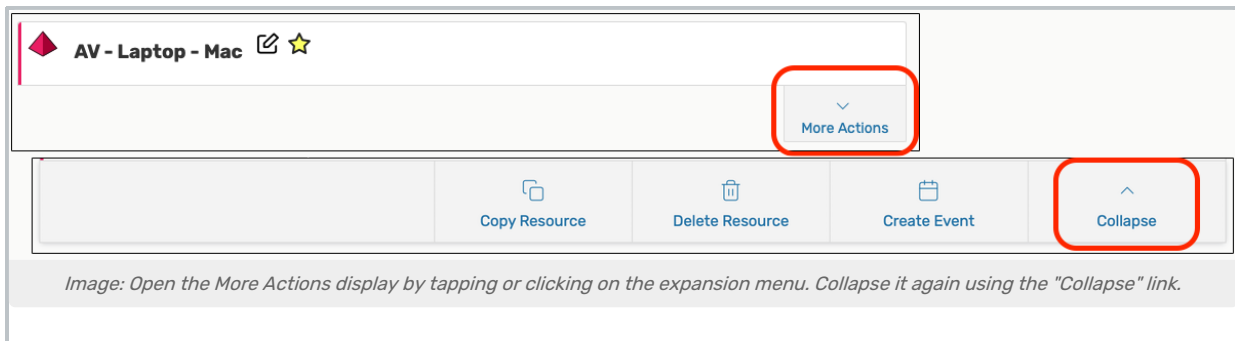 AV - Laptop - Mac
More Actions
Copy Resource
Delete Resource
Create Event
Collapse
Image: Open the More Actions display by tapping or clicking on the expansion menu. Collapse it again using the "Collapse" link.